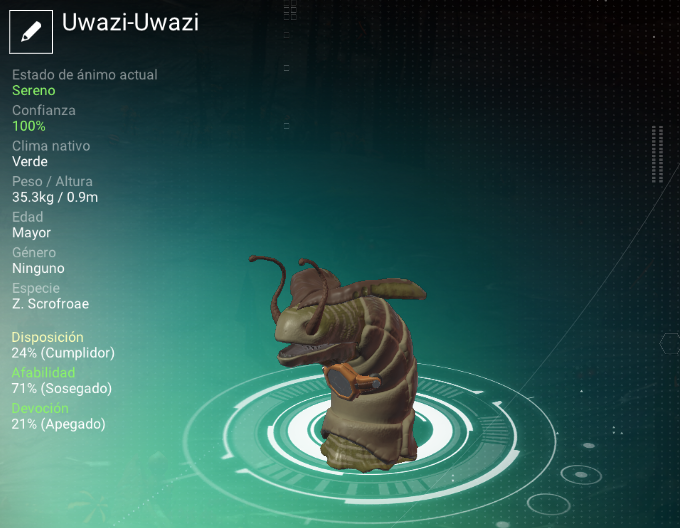 Uwazi-Uwazi
Estado de ánimo actual
Sereno
Confianza
100%
Clima nativo
Verde
Peso / Altura
35.3kg / 0.9m
Edad
Mayor
Género
Ninguno
Especie
Z. Scrofroae
Disposición
24% (Cumplidor)
Afabilidad
71% (Sosegado)
Devoción
21% (Apegado)